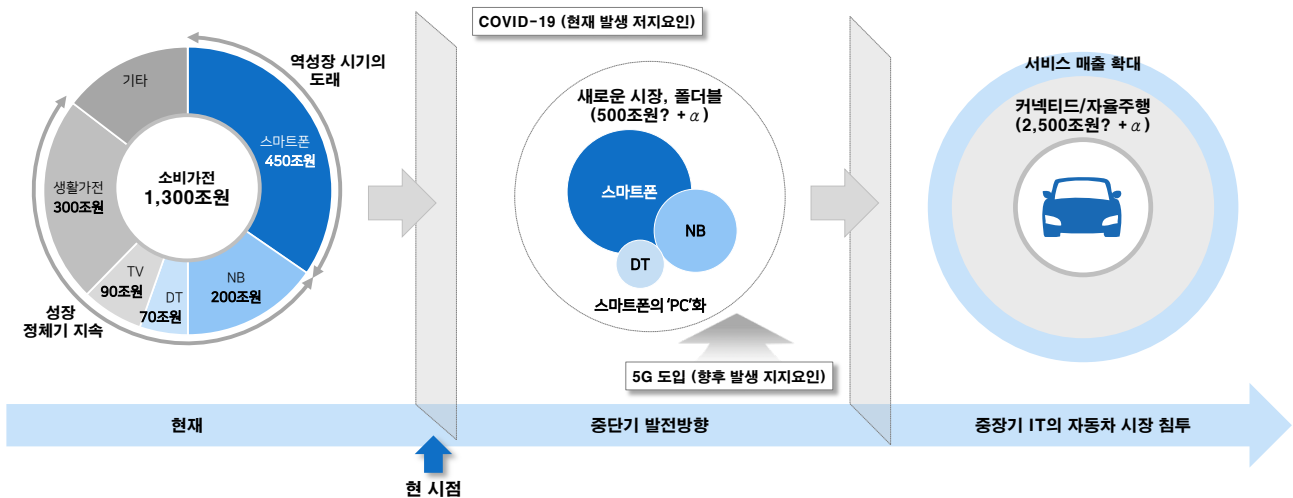 COVID-19 (현재 발생 저지요인)
역성장 시기의
도래
기타
스마트폰
450조원
소비가전
1,300조원
생활가전
300조원
TV
90조원
DT
70조원
NB
200조원
성장
정체기 지속
새로운 시장, 폴더블
(500조원? +α)
스마트폰
NB
DT
스마트폰의 'PC'화
5G 도입 (향후 발생 지지요인)
서비스 매출 확대
커넥티드/자율주행
(2,500조원? +α)
현재
중단기 발전방향
중장기 IT의 자동차 시장 침투
현 시점